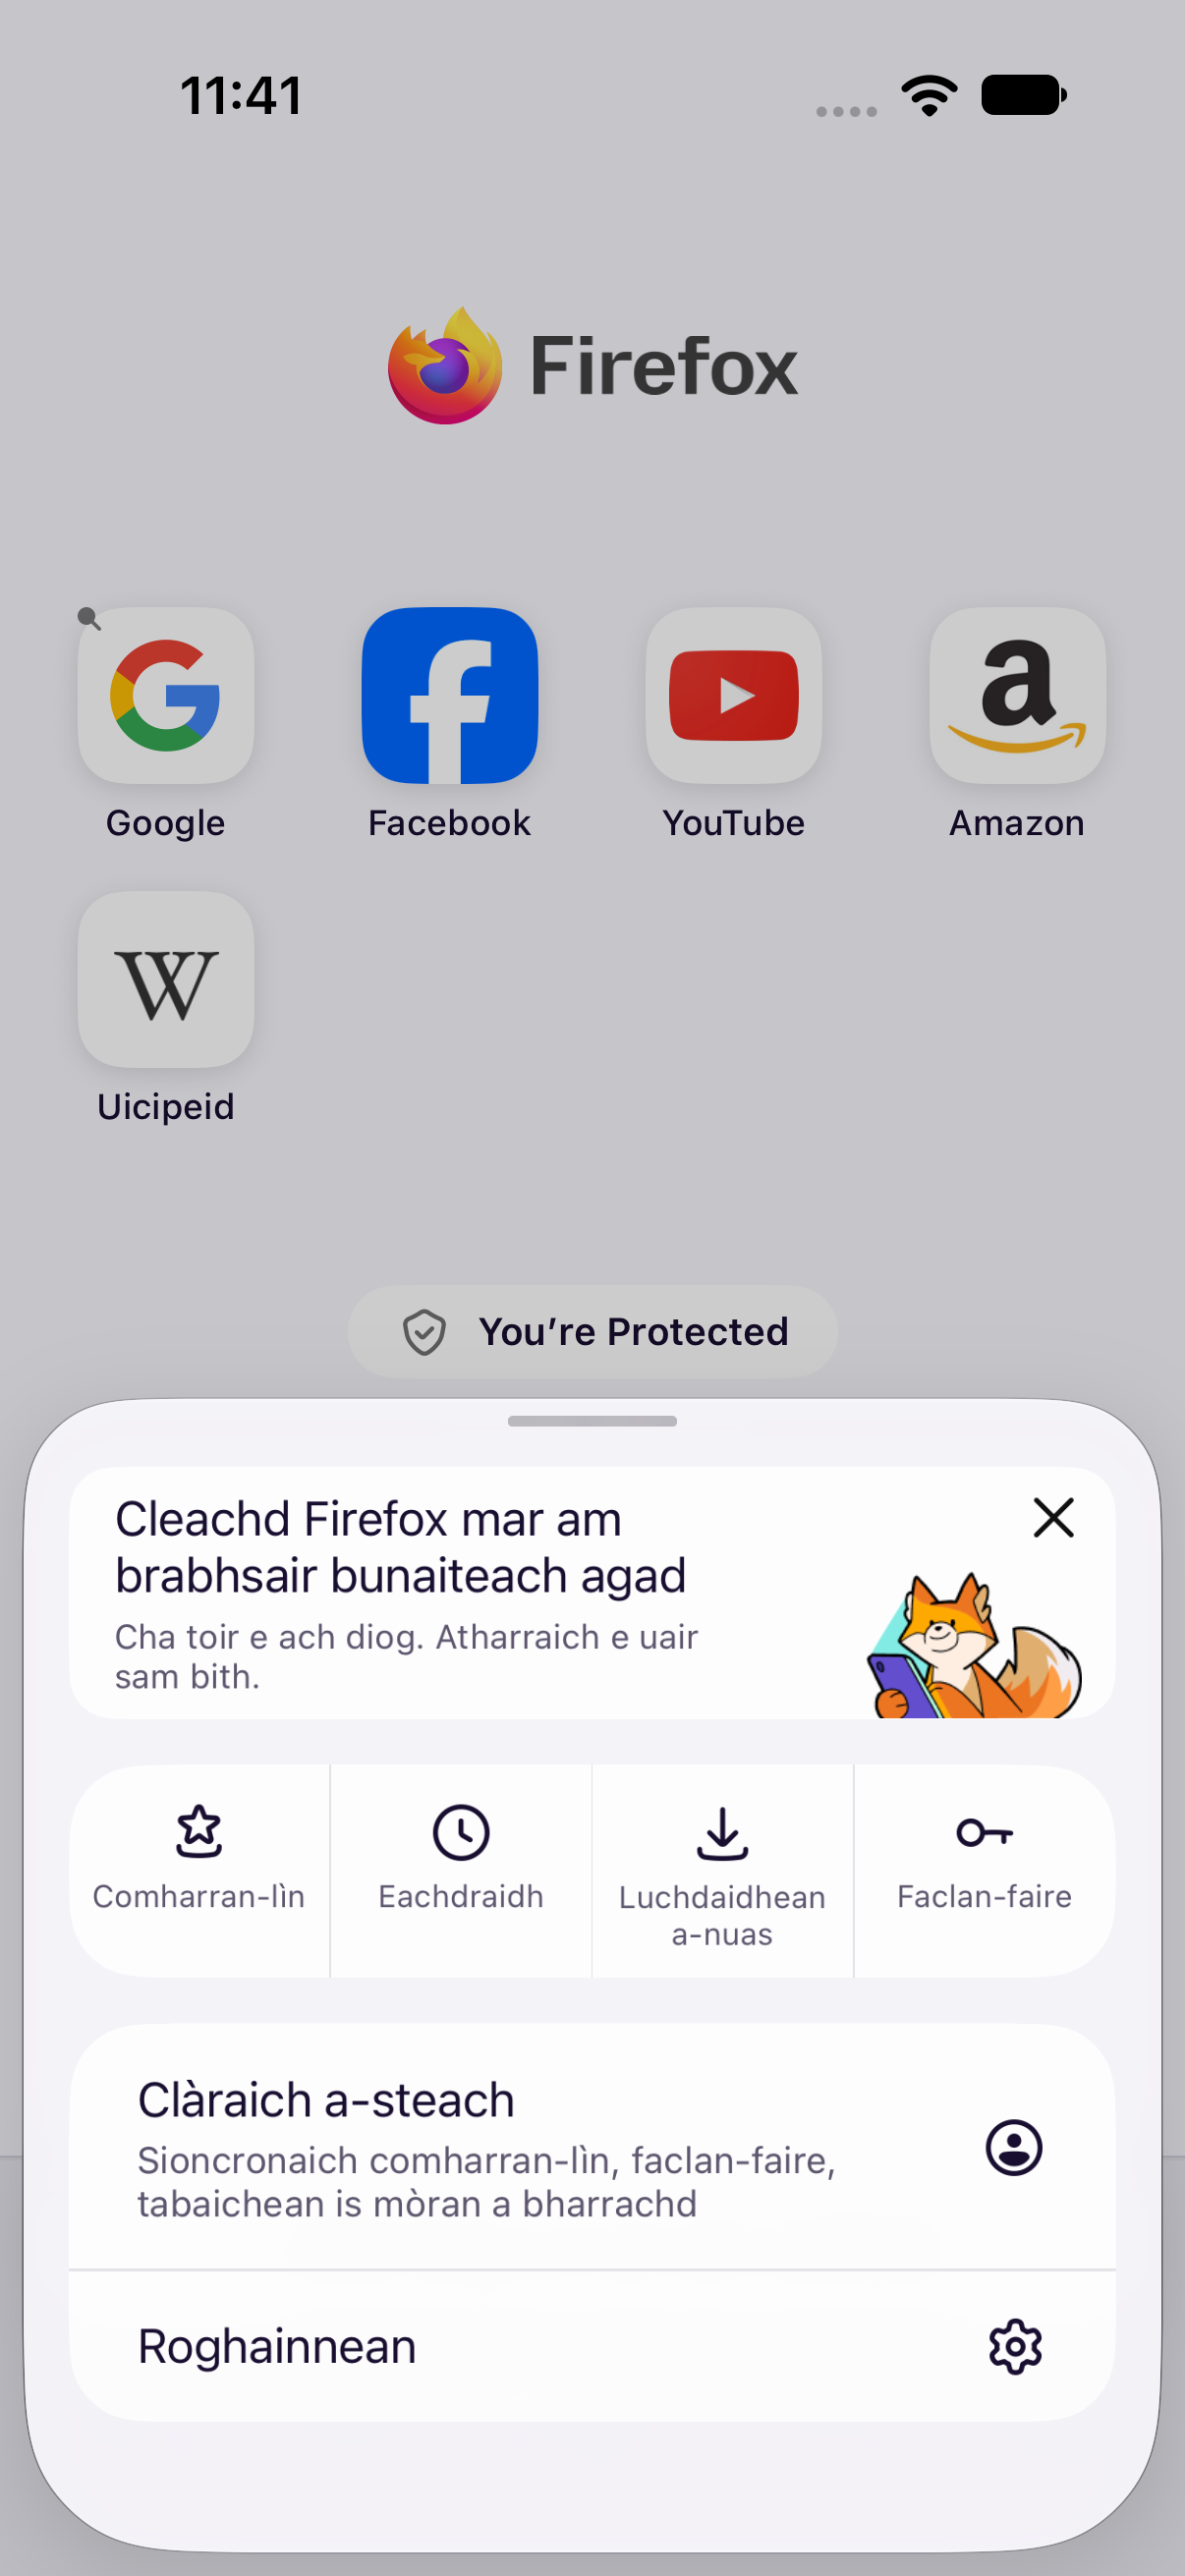 11:41
Firefox
Google
Facebook
YouTube
Amazon
Uicipeid
You’re Protected
Cleachd Firefox mar am
brabhsair bunaiteach agad
Cha toir e ach diog. Atharraich e uair
sam bith.
Comharran-lìn
Eachdraidh
Luchdaidhean
a-nuas
Faclan-faire
Clàraich a-steach
Sioncronaich comharran-lìn, faclan-faire,
tabaichean is mòran a bharrachd
Roghainnean